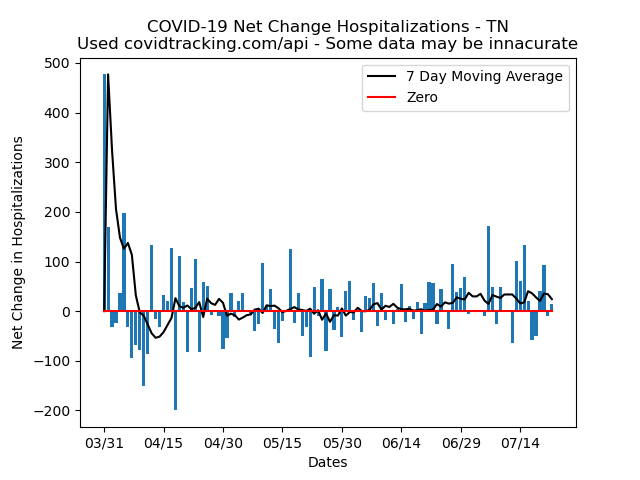 COVID-19 Net Change Hospitalizations - TN
Used covidtracking.com/api - Some data may be innacurate
7 Day Moving Average
Zero
Net Change in Hospitalizations
500
400
300
200
100
0
−100
−200
03/31 04/15 04/30 05/15 05/30 06/14 06/29 07/14
Dates